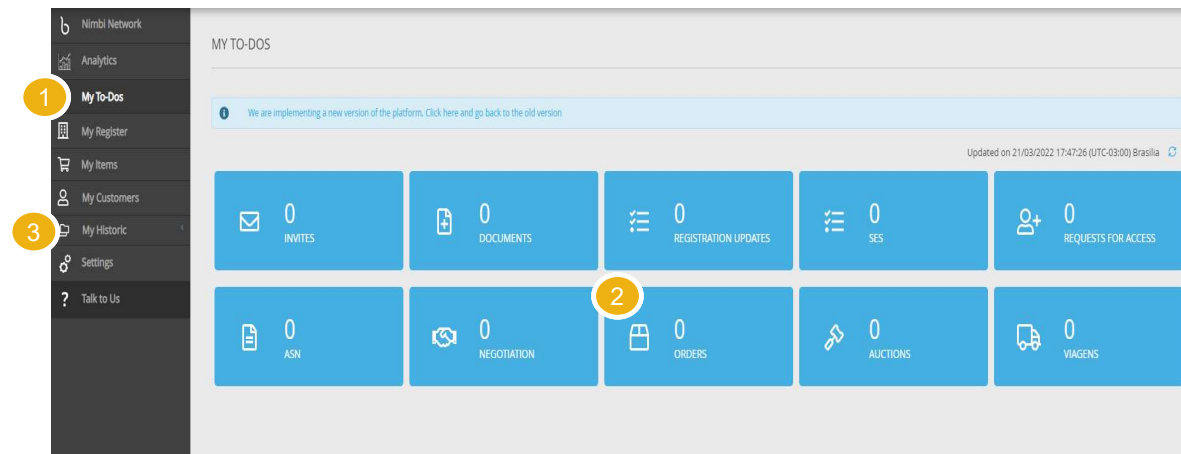 Nimbi Network
Analytics
1
My To-Dos
My Register
My Items
My Customers
3
My Historic
Settings
? Talk to Us
MY TO-DOS
We are implementing a new version of the platform. Click here and go back to the old version
Updated on 21/03/2022 17:47:26 (UTC-03:00) Brasilia
0
INVITES
0
DOCUMENTS
0
REGISTRATION UPDATES
0
SES
0
REQUESTS FOR ACCESS
0
ASN
0
NEGOTIATION
2
0
ORDERS
0
AUCTIONS
0
VIAGENS